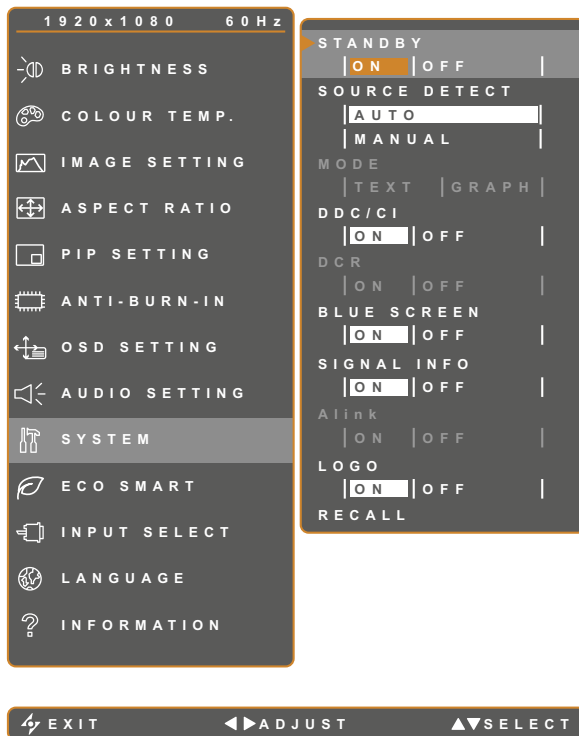 1920x1080 60Hz
BRIGHTNESS
COLOUR TEMP.
IMAGE SETTING
ASPECT RATIO
PIP SETTING
ANTI-BURN-IN
OSD SETTING
AUDIO SETTING
SYSTEM
ECO SMART
INPUT SELECT
LANGUAGE
INFORMATION
STANDBY
ON OFF
SOURCE DETECT
AUTO
MANUAL
MODE
TEXT GRAPH
DDC/CI
ON OFF
DCR
ON OFF
BLUE SCREEN
ON OFF
SIGNAL INFO
ON OFF
Alink
ON OFF
LOGO
ON OFF
RECALL
EXIT ADJUST SELECT